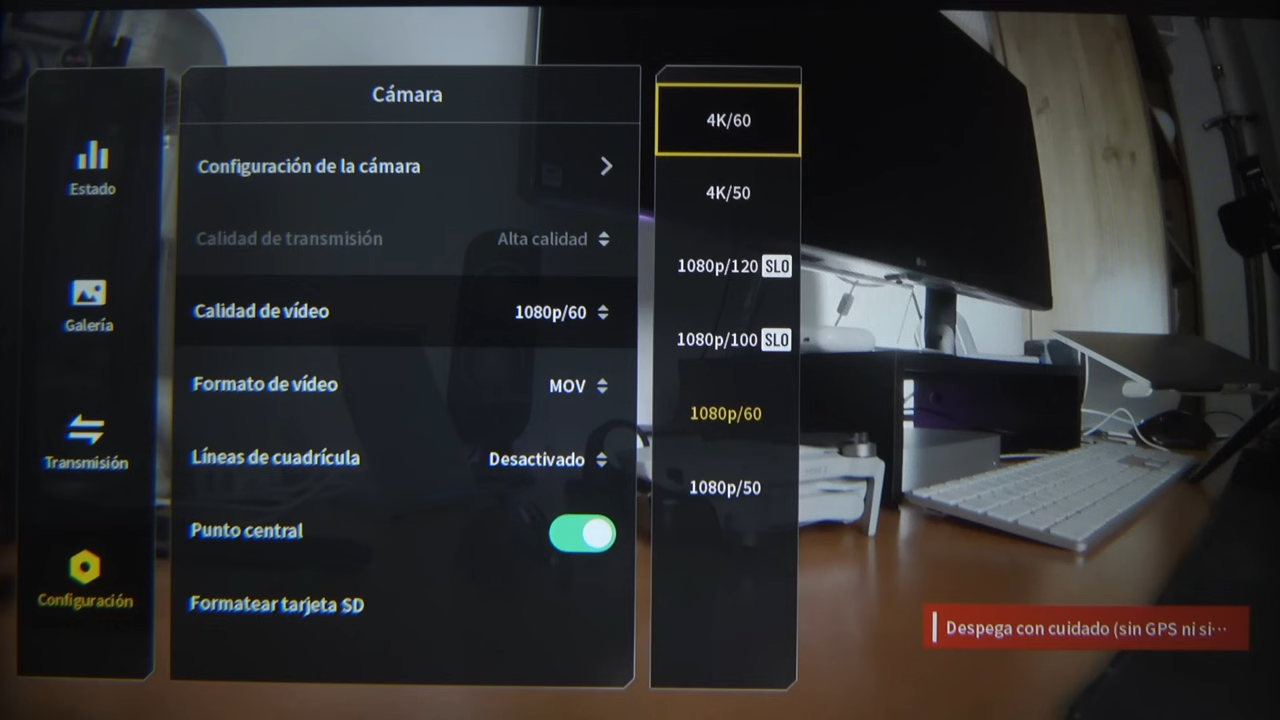 Estado
Galería
Transmisión
Configuración
Cámara
Configuración de la cámara
Calidad de transmisión Alta calidad
Calidad de vídeo 1080p/60
Formato de vídeo MOV
Líneas de cuadrícula Desactivado
Punto central
Formatear tarjeta SD
4K/60
4K/50
1080p/120 SLO
1080p/100 SLO
1080p/60
1080p/50
LG
Despega con cuidado (sin GPS ni si···